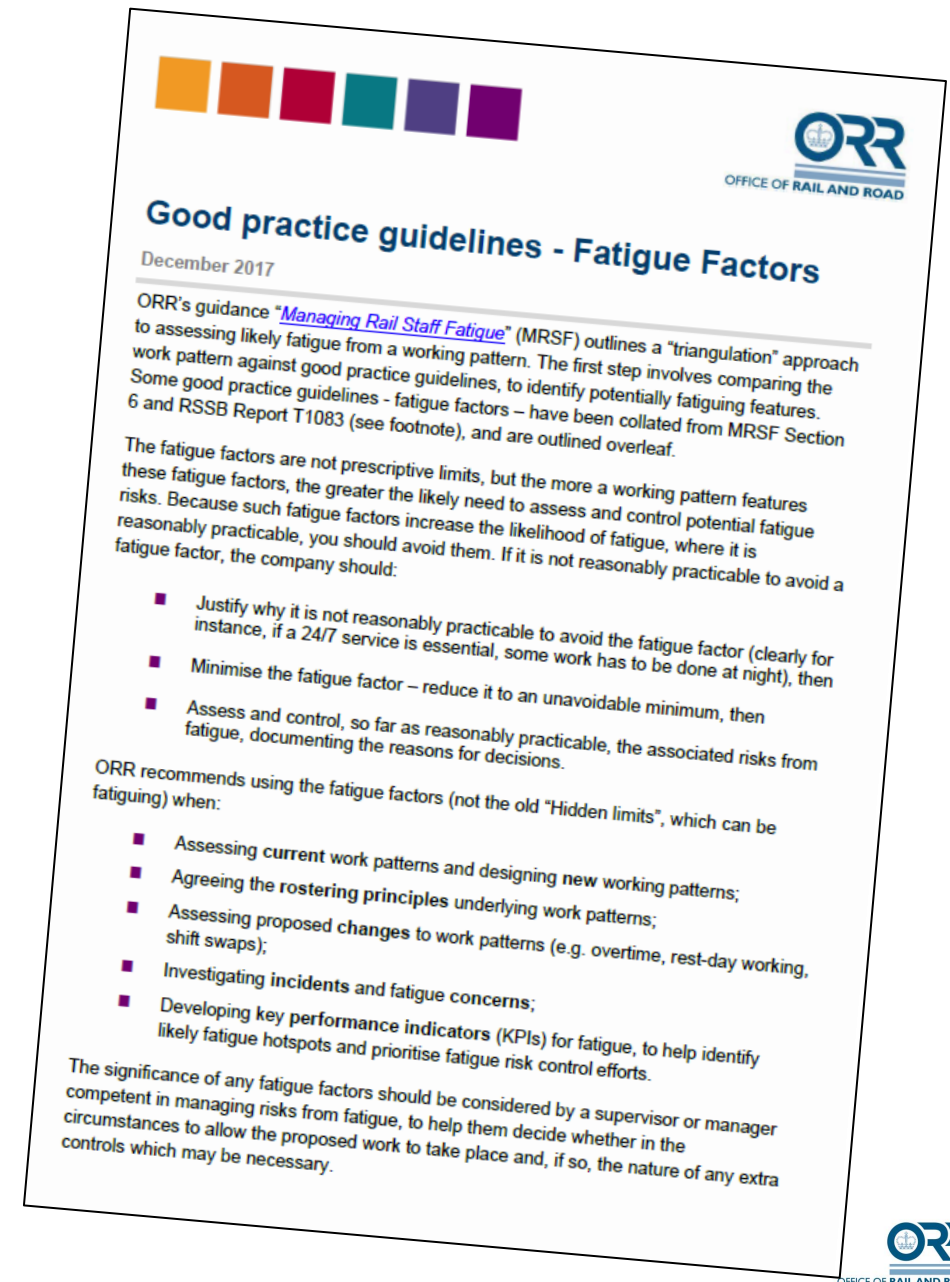 ORR
OFFICE OF RAIL AND ROAD
Good practice guidelines - Fatigue Factors
December 2017
ORR's guidance “Managing Rail Staff Fatigue” (MRSF) outlines a “triangulation” approach
to assessing likely fatigue from a working pattern. The first step involves comparing the
work pattern against good practice guidelines, to identify potentially fatiguing features.
Some good practice guidelines - fatigue factors – have been collated from MRSF Section
6 and RSSB Report T1083 (see footnote), and are outlined overleaf.
The fatigue factors are not prescriptive limits, but the more a working pattern features
these fatigue factors, the greater the likely need to assess and control potential fatigue
risks. Because such fatigue factors increase the likelihood of fatigue, where it is
reasonably practicable, you should avoid them. If it is not reasonably practicable to avoid a
fatigue factor, the company should:
■ Justify why it is not reasonably practicable to avoid the fatigue factor (clearly for
instance, if a 24/7 service is essential, some work has to be done at night), then
■ Minimise the fatigue factor – reduce it to an unavoidable minimum, then
■ Assess and control, so far as reasonably practicable, the associated risks from
fatigue, documenting the reasons for decisions.
ORR recommends using the fatigue factors (not the old “Hidden limits”, which can be
fatiguing) when:
■ Assessing current work patterns and designing new working patterns;
■ Agreeing the rostering principles underlying work patterns;
■ Assessing proposed changes to work patterns (e.g. overtime, rest-day working,
shift swaps);
■ Investigating incidents and fatigue concerns;
■ Developing key performance indicators (KPIs) for fatigue, to help identify
likely fatigue hotspots and prioritise fatigue risk control efforts.
The significance of any fatigue factors should be considered by a supervisor or manager
competent in managing risks from fatigue, to help them decide whether in the
circumstances to allow the proposed work to take place and, if so, the nature of any extra
controls which may be necessary.
OR
OFFICE OF RAIL AND R